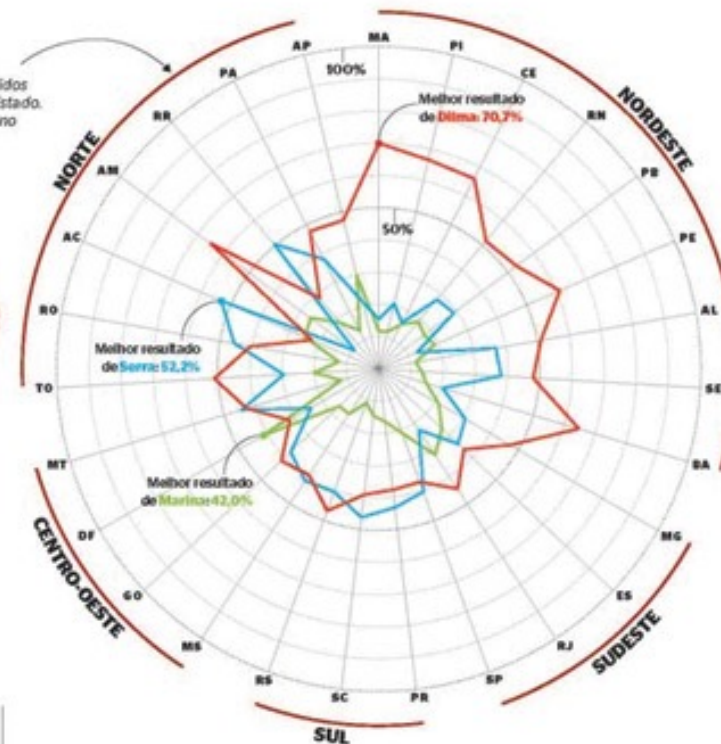 idos
stado.
no
NORTE
NORDESTE
SUDESTE
SUL
CENTRO-OESTE
MA
PI
CE
RN
PB
PE
AL
SE
BA
MG
ES
RJ
SP
PR
SC
RS
MS
GO
DF
MT
TO
RO
AC
AM
RR
PA
AP
100%
50%
Melhor resultado
de Dilma: 70,7%
Melhor resultado
de Serra: 52,2%
Melhor resultado
de Marina: 42,0%